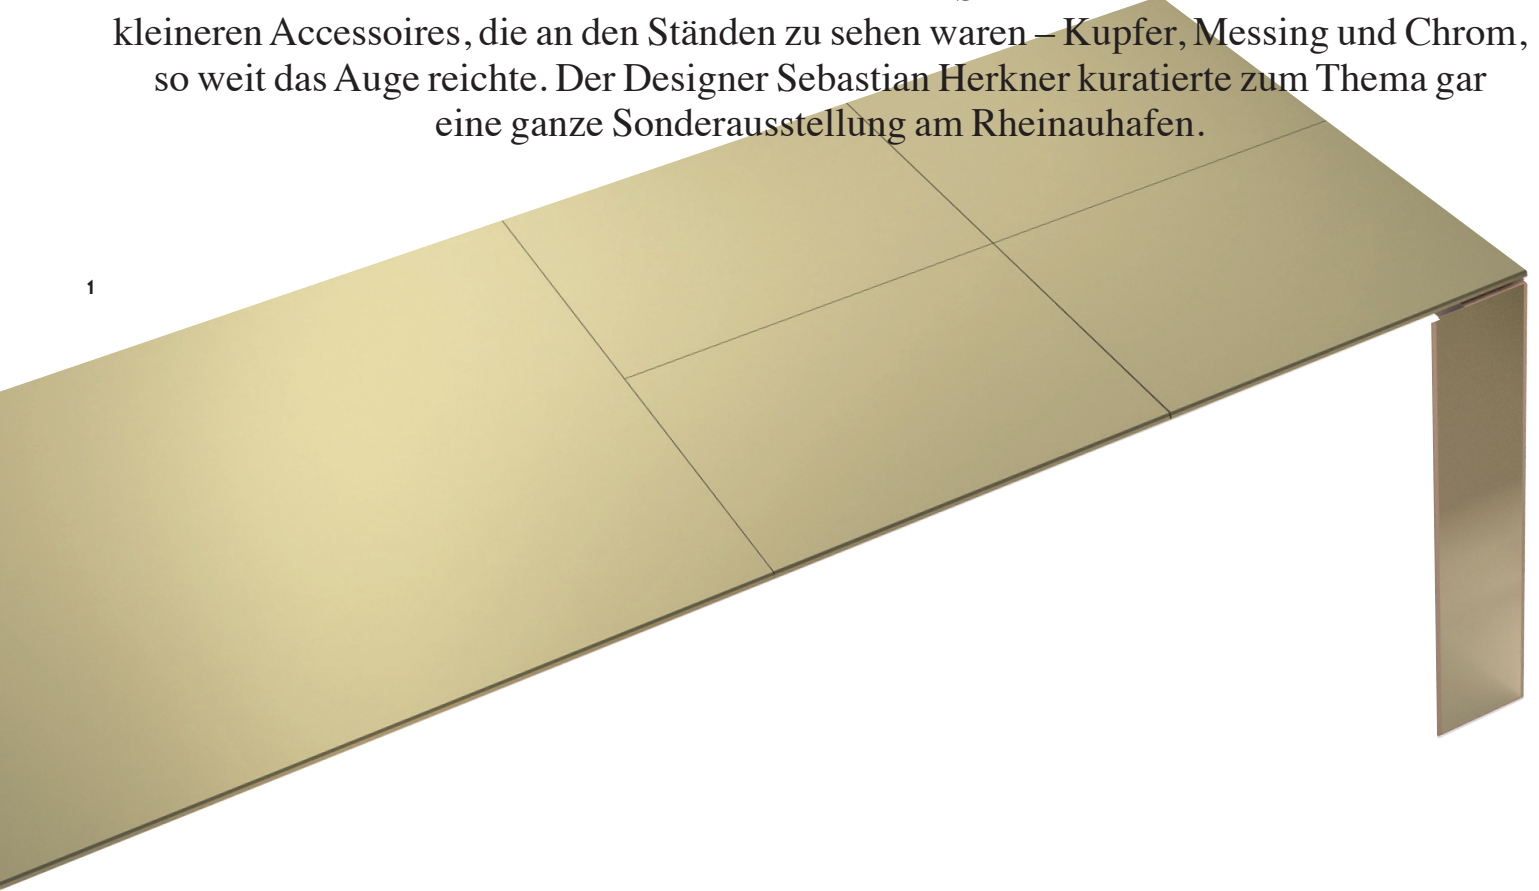 kleineren Accessoires, die an den Ständen zu sehen waren – Kupfer, Messing und Chrom,
so weit das Auge reichte. Der Designer Sebastian Herkner kuratierte zum Thema gar
eine ganze Sonderausstellung am Rheinauhafen.
1